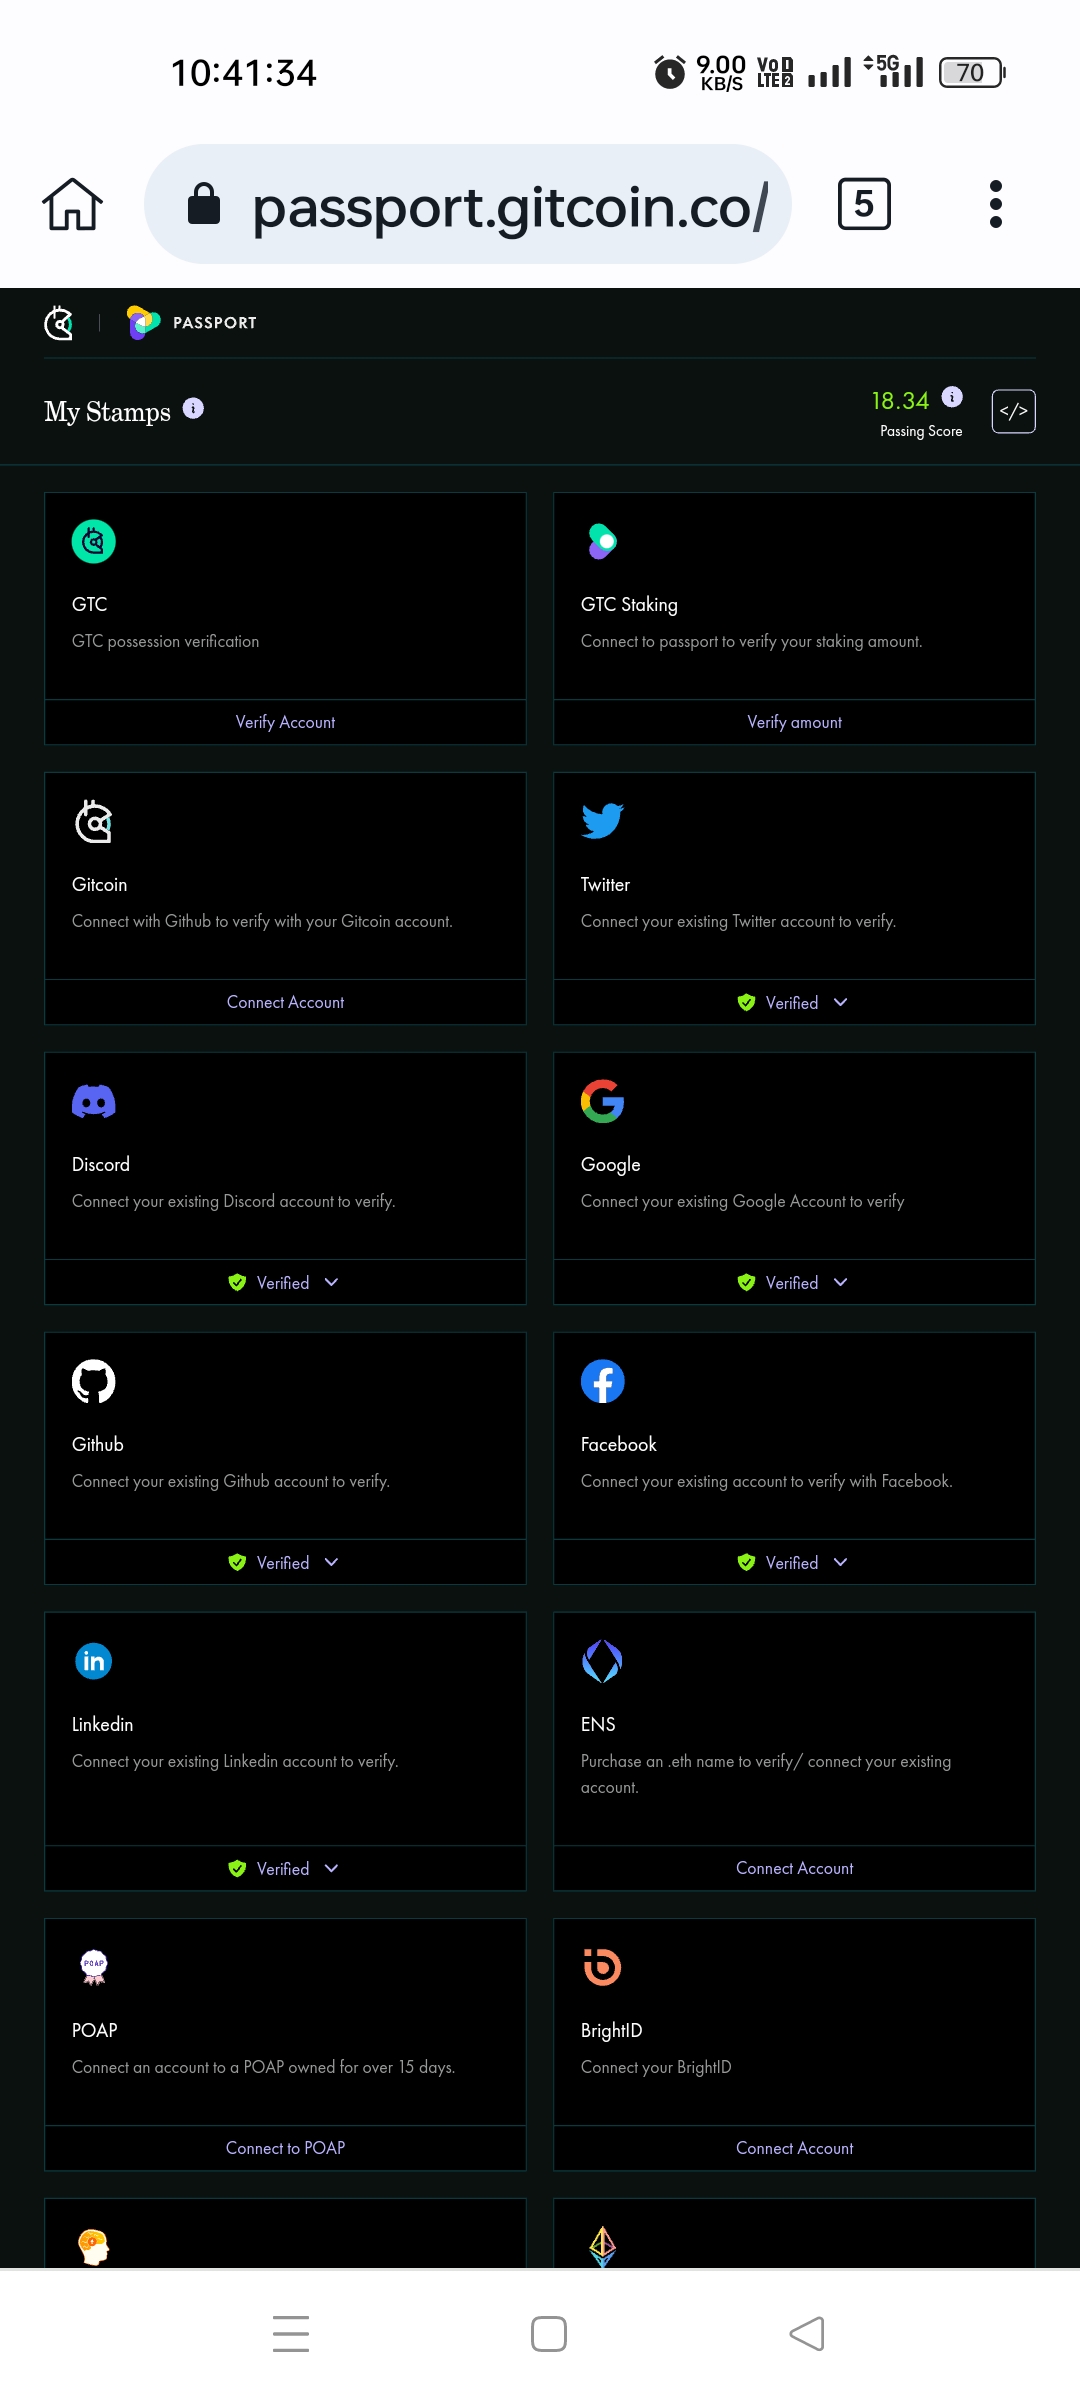 10:41:34
9.00
KB/S
Vo 1
LTE 2
5G
70
passport.gitcoin.co/
5
PASSPORT
My Stamps i
18.34 i
Passing Score
</>
GTC
GTC possession verification
Verify Account
GTC Staking
Connect to passport to verify your staking amount.
Verify amount
Gitcoin
Connect with Github to verify with your Gitcoin account.
Connect Account
Twitter
Connect your existing Twitter account to verify.
Verified
Discord
Connect your existing Discord account to verify.
Verified
Google
Connect your existing Google Account to verify
Verified
Github
Connect your existing Github account to verify.
Verified
Facebook
Connect your existing account to verify with Facebook.
Verified
in
Linkedin
Connect your existing Linkedin account to verify.
Verified
ENS
Purchase an .eth name to verify/ connect your existing
account.
Connect Account
POAP
POAP
Connect an account to a POAP owned for over 15 days.
Connect to POAP
BrightID
Connect your BrightID
Connect Account